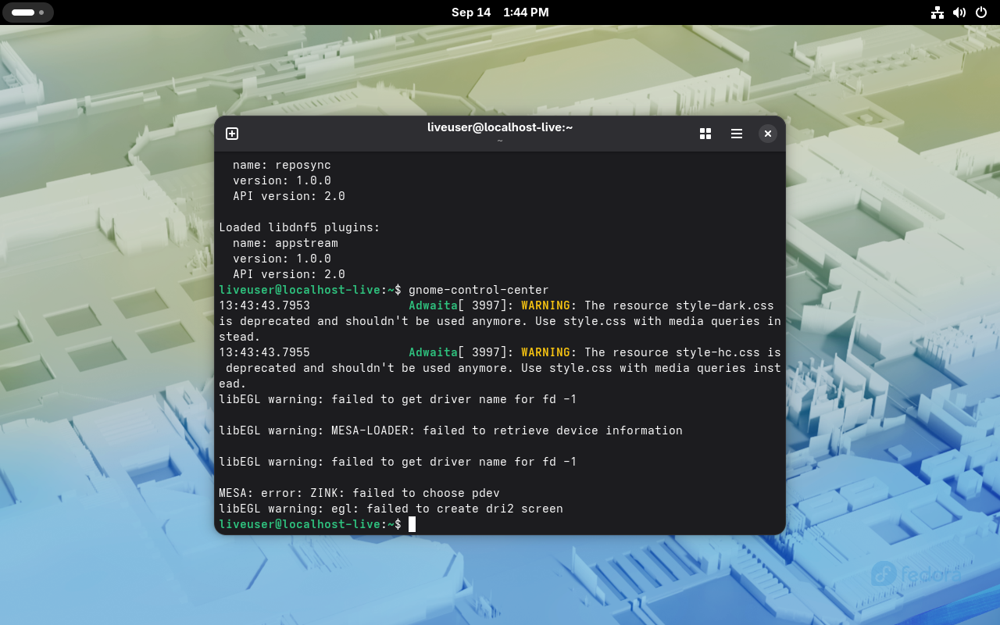 Sep 14 1:44 PM
liveuser@localhost-live:~
~
name: reposync
version: 1.0.0
API version: 2.0
Loaded libdnf5 plugins:
name: appstream
version: 1.0.0
API version: 2.0
liveuser@localhost-live:~$ gnome-control-center
13:43:43.7953 Adwaita[ 3997]: WARNING: The resource style-dark.css
is deprecated and shouldn't be used anymore. Use style.css with media queries in
stead.
13:43:43.7955 Adwaita[ 3997]: WARNING: The resource style-hc.css is
deprecated and shouldn't be used anymore. Use style.css with media queries inst
ead.
libEGL warning: failed to get driver name for fd -1
libEGL warning: MESA-LOADER: failed to retrieve device information
libEGL warning: failed to get driver name for fd -1
MESA: error: ZINK: failed to choose pdev
libEGL warning: egl: failed to create dri2 screen
liveuser@localhost-live:~$
fedora